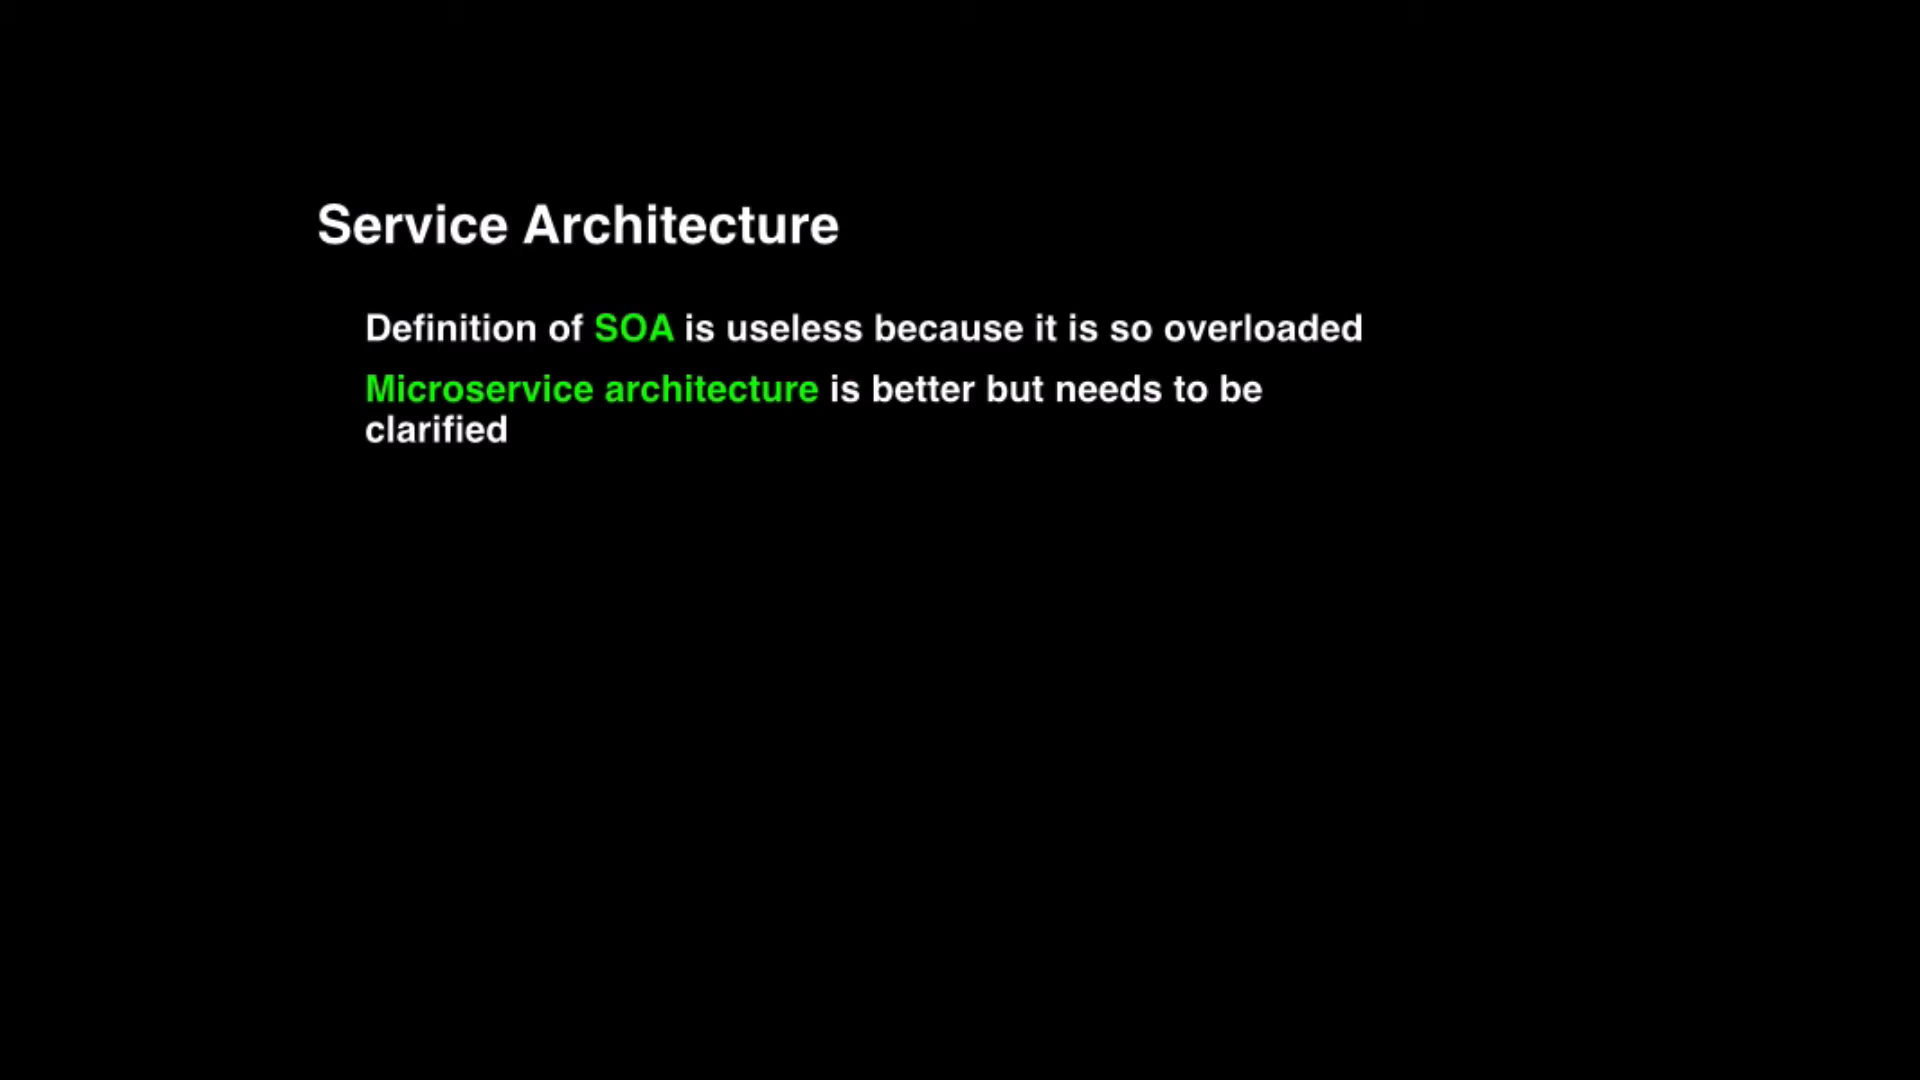 Service Architecture
Definition of SOA is useless because it is so overloaded
Microservice architecture is better but needs to be
clarified